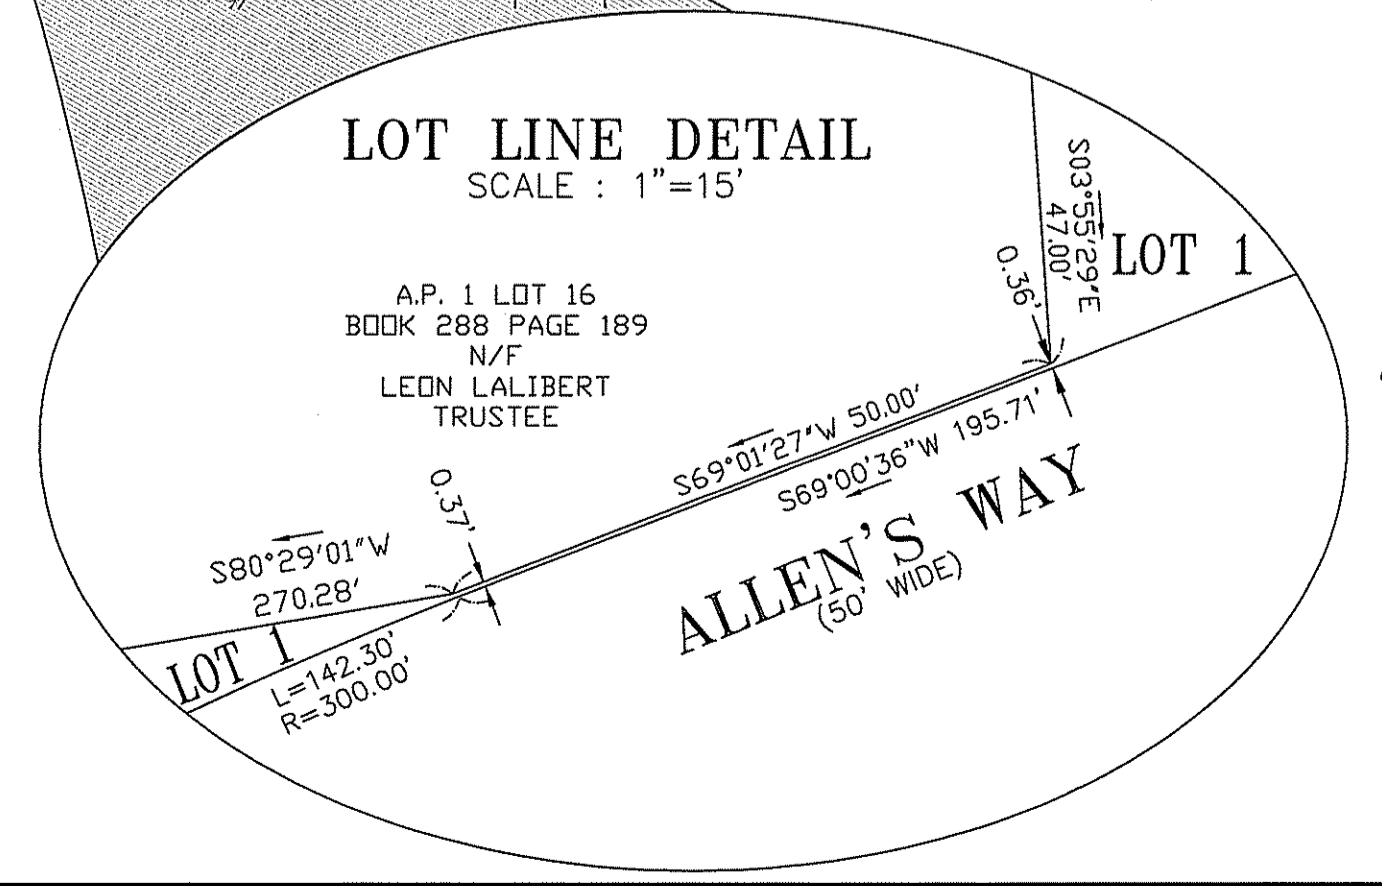 LOT LINE DETAIL
SCALE : 1"=15'
S03°55'29"E
47.00'
LOT 1
0.36'
A.P. 1 LOT 16
BOOK 288 PAGE 189
N/F
LEON LALIBERT
TRUSTEE
S69°01'27"W 50.00'
S69°00'36"W 195.71'
0.37'
ALLEN'S WAY
(50' WIDE)
S80°29'01"W
270.28'
LOT 1
L=142.30'
R=300.00'